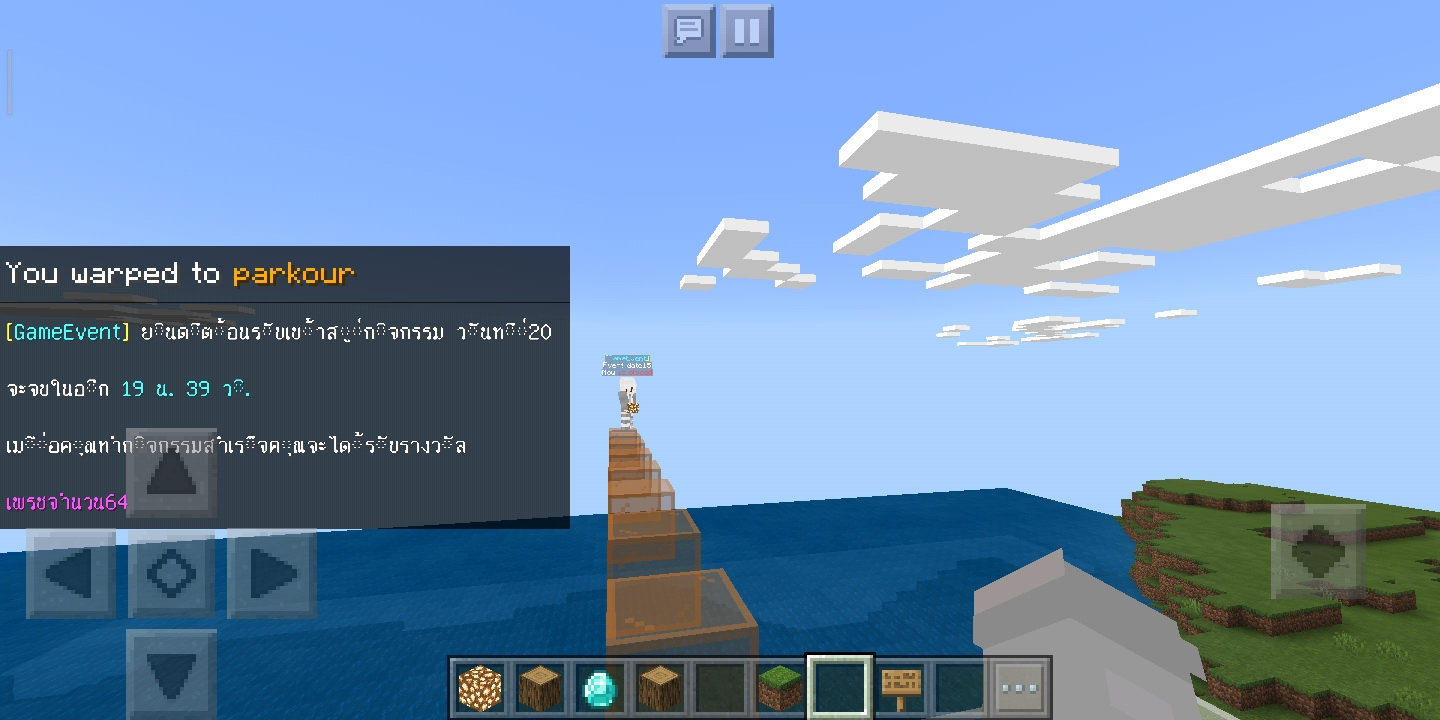 You warped to parkour
[GameEvent] ยินดีต้อนรับเข้าสู่กิจกรรม วันที่20
จะจบในอีก 19 น. 39 วิ.
เมื่อคุณทำกิจกรรมสำเร็จคุณจะได้รับรางวัล
เพรชจำนวน64